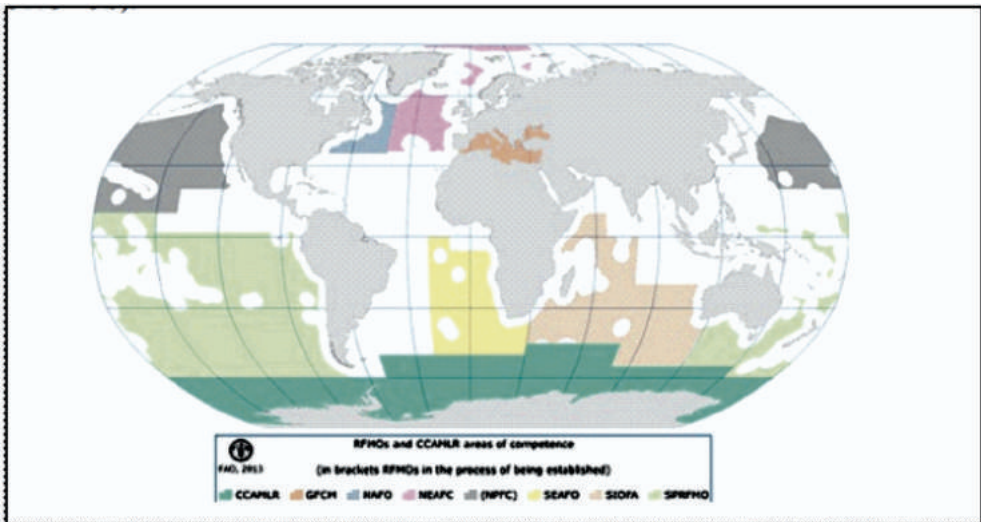 RFMOs and CCAMLR areas of competence
FAO, 2013
(in brackets RFMOs in the process of being established)
CCAMLR GFCM NAFO NEAFC (NPFC) SEAFO SIOFA SPRFMO